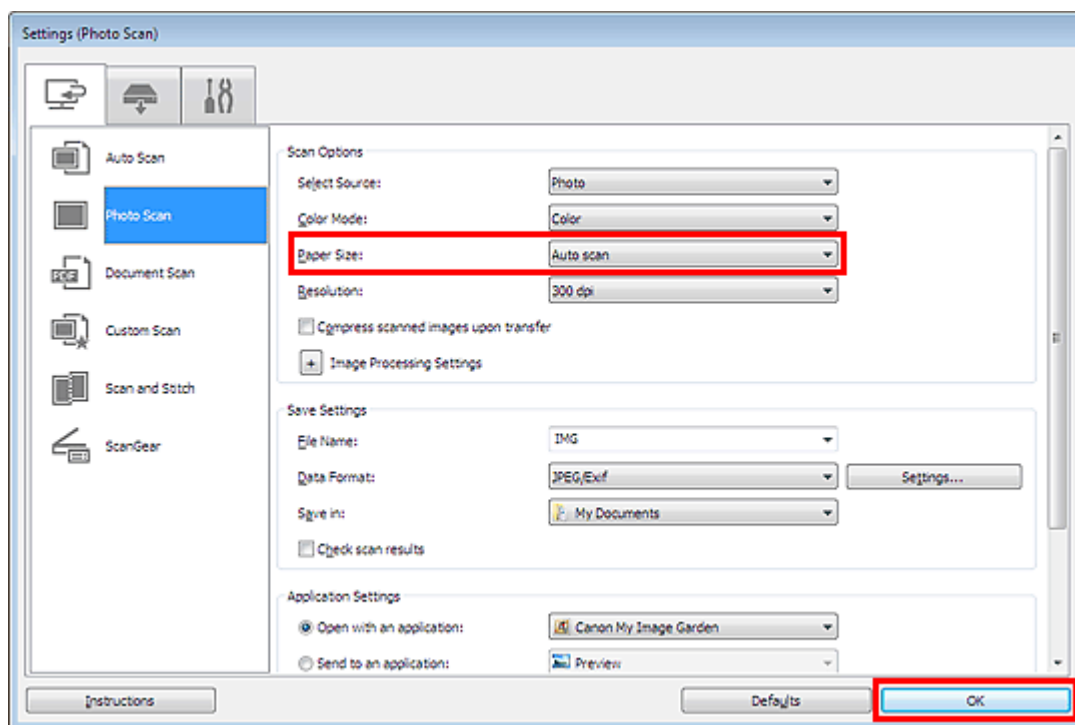 Settings (Photo Scan)
Auto Scan
Photo Scan
PDF
Document Scan
Custom Scan
Scan and Stitch
ScanGear
Scan Options
Select Source: Photo
Color Mode: Color
Paper Size: Auto scan
Resolution: 300 dpi
Compress scanned images upon transfer
+ Image Processing Settings
Save Settings
File Name: IMG
Data Format: JPEG/Exif Settings...
Save in: My Documents
Check scan results
Application Settings
Open with an application: Canon My Image Garden
Send to an application: Preview
Instructions Defaults OK